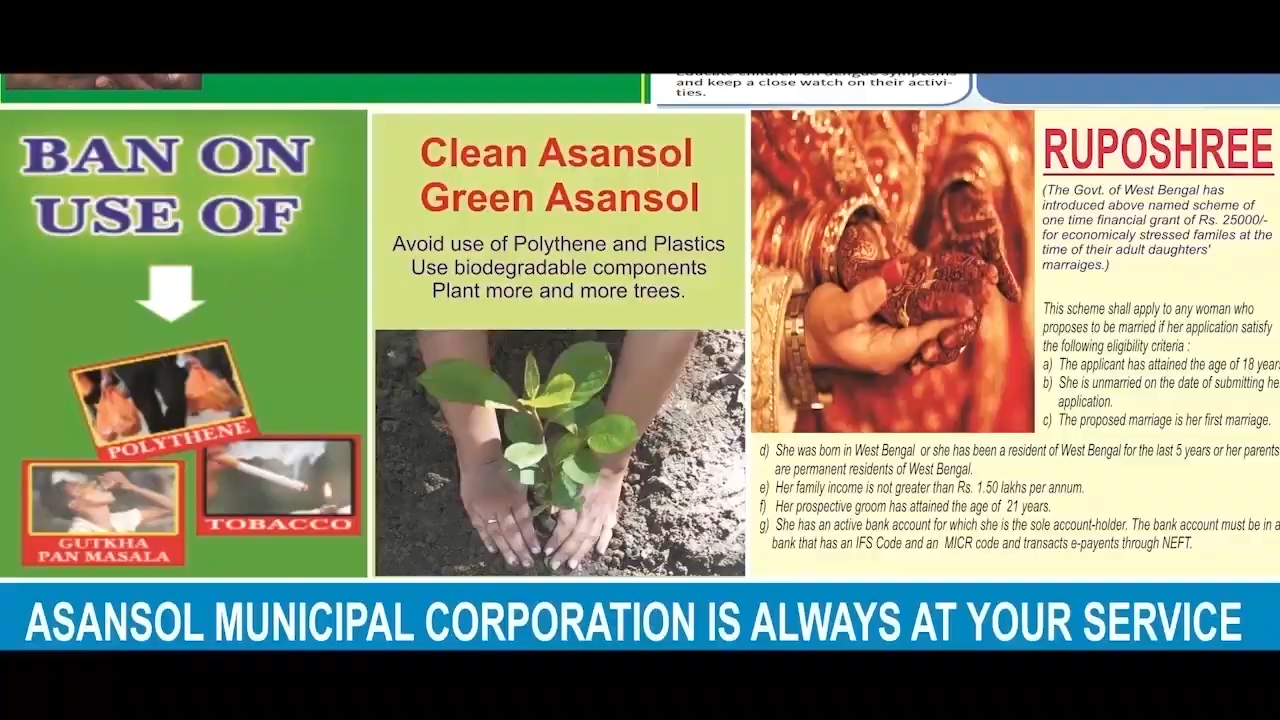 and keep a close watch on their activi-
ties.
BAN ON
USE OF
POLYTHENE
TOBACCO
GUTKHA
PAN MASALA
Clean Asansol
Green Asansol
Avoid use of Polythene and Plastics
Use biodegradable components
Plant more and more trees.
RUPOSHREE
(The Govt. of West Bengal has
introduced above named scheme of
one time financial grant of Rs. 25000/-
for economicaly stressed familes at the
time of their adult daughters'
marraiges.)
This scheme shall apply to any woman who
proposes to be married if her application satisfy
the following eligibility criteria :
a) The applicant has attained the age of 18 years
b) She is unmarried on the date of submitting he
application.
c) The proposed marriage is her first marriage.
d) She was born in West Bengal or she has been a resident of West Bengal for the last 5 years or her parents
are permanent residents of West Bengal.
e) Her family income is not greater than Rs. 1.50 lakhs per annum.
f) Her prospective groom has attained the age of 21 years.
g) She has an active bank account for which she is the sole account-holder. The bank account must be in a
bank that has an IFS Code and an MICR code and transacts e-payents through NEFT.
ASANSOL MUNICIPAL CORPORATION IS ALWAYS AT YOUR SERVICE